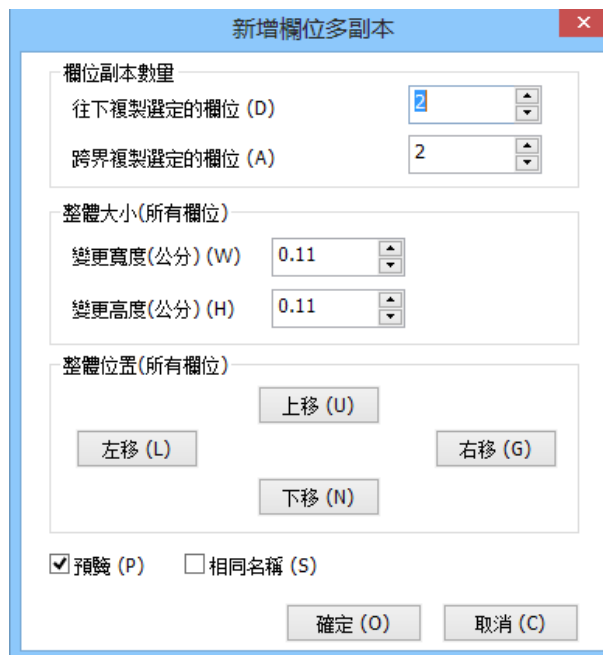 新增欄位多副本
欄位副本數量
往下複製選定的欄位 (D) 2
跨界複製選定的欄位 (A) 2
整體大小(所有欄位)
變更寬度(公分) (W) 0.11
變更高度(公分) (H) 0.11
整體位置(所有欄位)
上移 (U)
左移 (L) 右移 (G)
下移 (N)
預覽 (P) 相同名稱 (S)
確定 (O) 取消 (C)